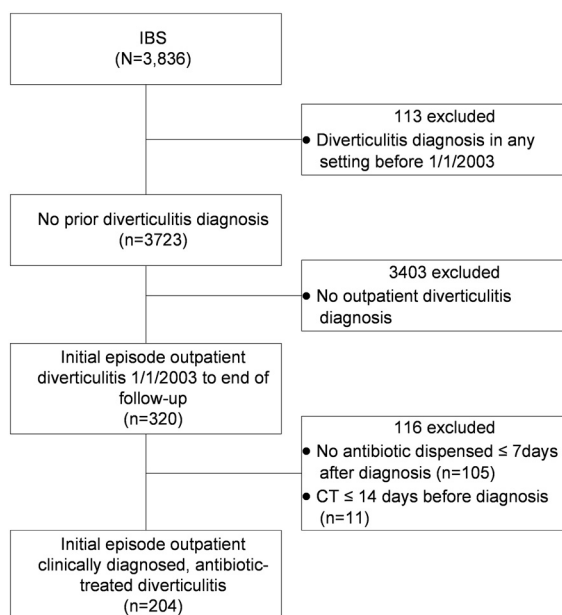 IBS
(N=3,836)
113 excluded
• Diverticulitis diagnosis in any
setting before 1/1/2003
No prior diverticulitis diagnosis
(n=3723)
3403 excluded
• No outpatient diverticulitis
diagnosis
Initial episode outpatient
diverticulitis 1/1/2003 to end of
follow-up
(n=320)
116 excluded
• No antibiotic dispensed ≤ 7days
after diagnosis (n=105)
• CT ≤ 14 days before diagnosis
(n=11)
Initial episode outpatient
clinically diagnosed, antibiotic-
treated diverticulitis
(n=204)